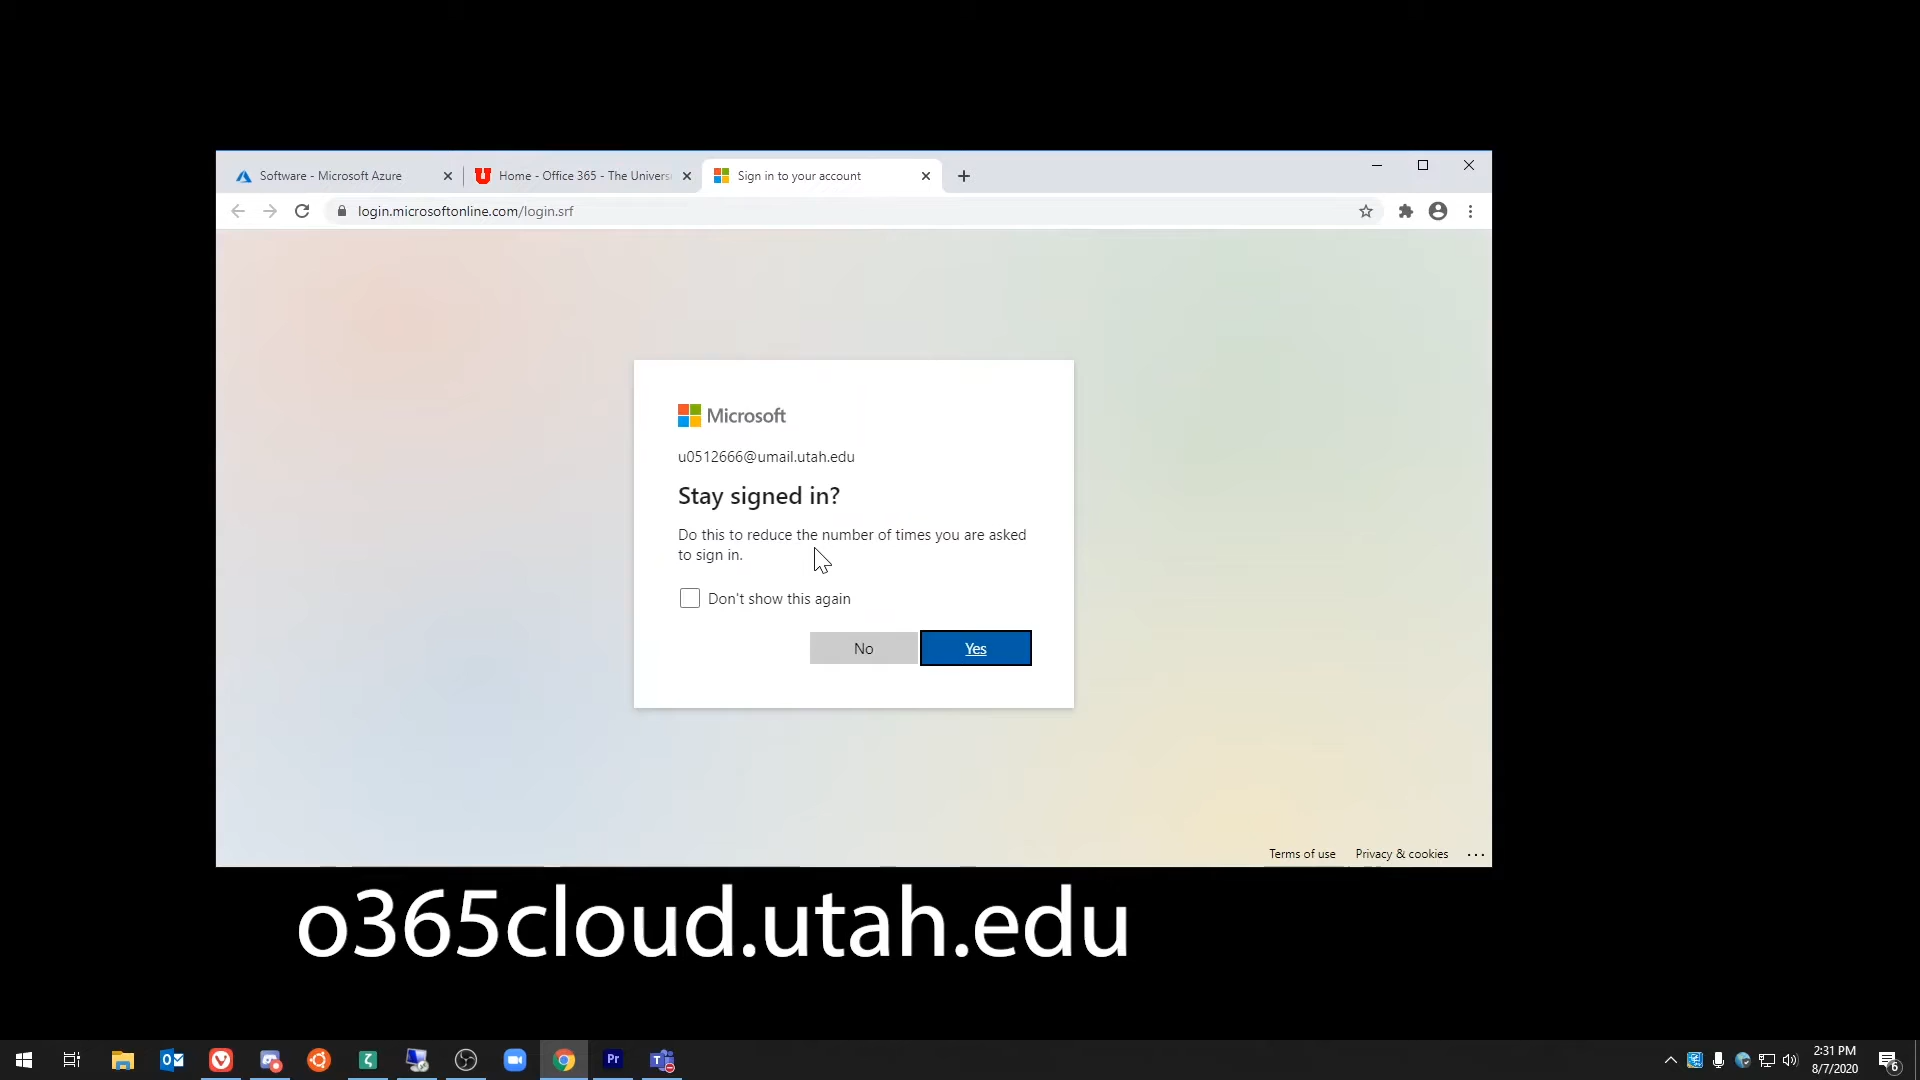 Software - Microsoft Azure
Home - Office 365 - The Univers
Sign in to your account
login.microsoftonline.com/login.srf
Microsoft
u0512666@umail.utah.edu
Stay signed in?
Do this to reduce the number of times you are asked
to sign in.
Don't show this again
No
Yes
Terms of use
Privacy & cookies
o365cloud.utah.edu
Pr
2:31 PM
8/7/2020
6